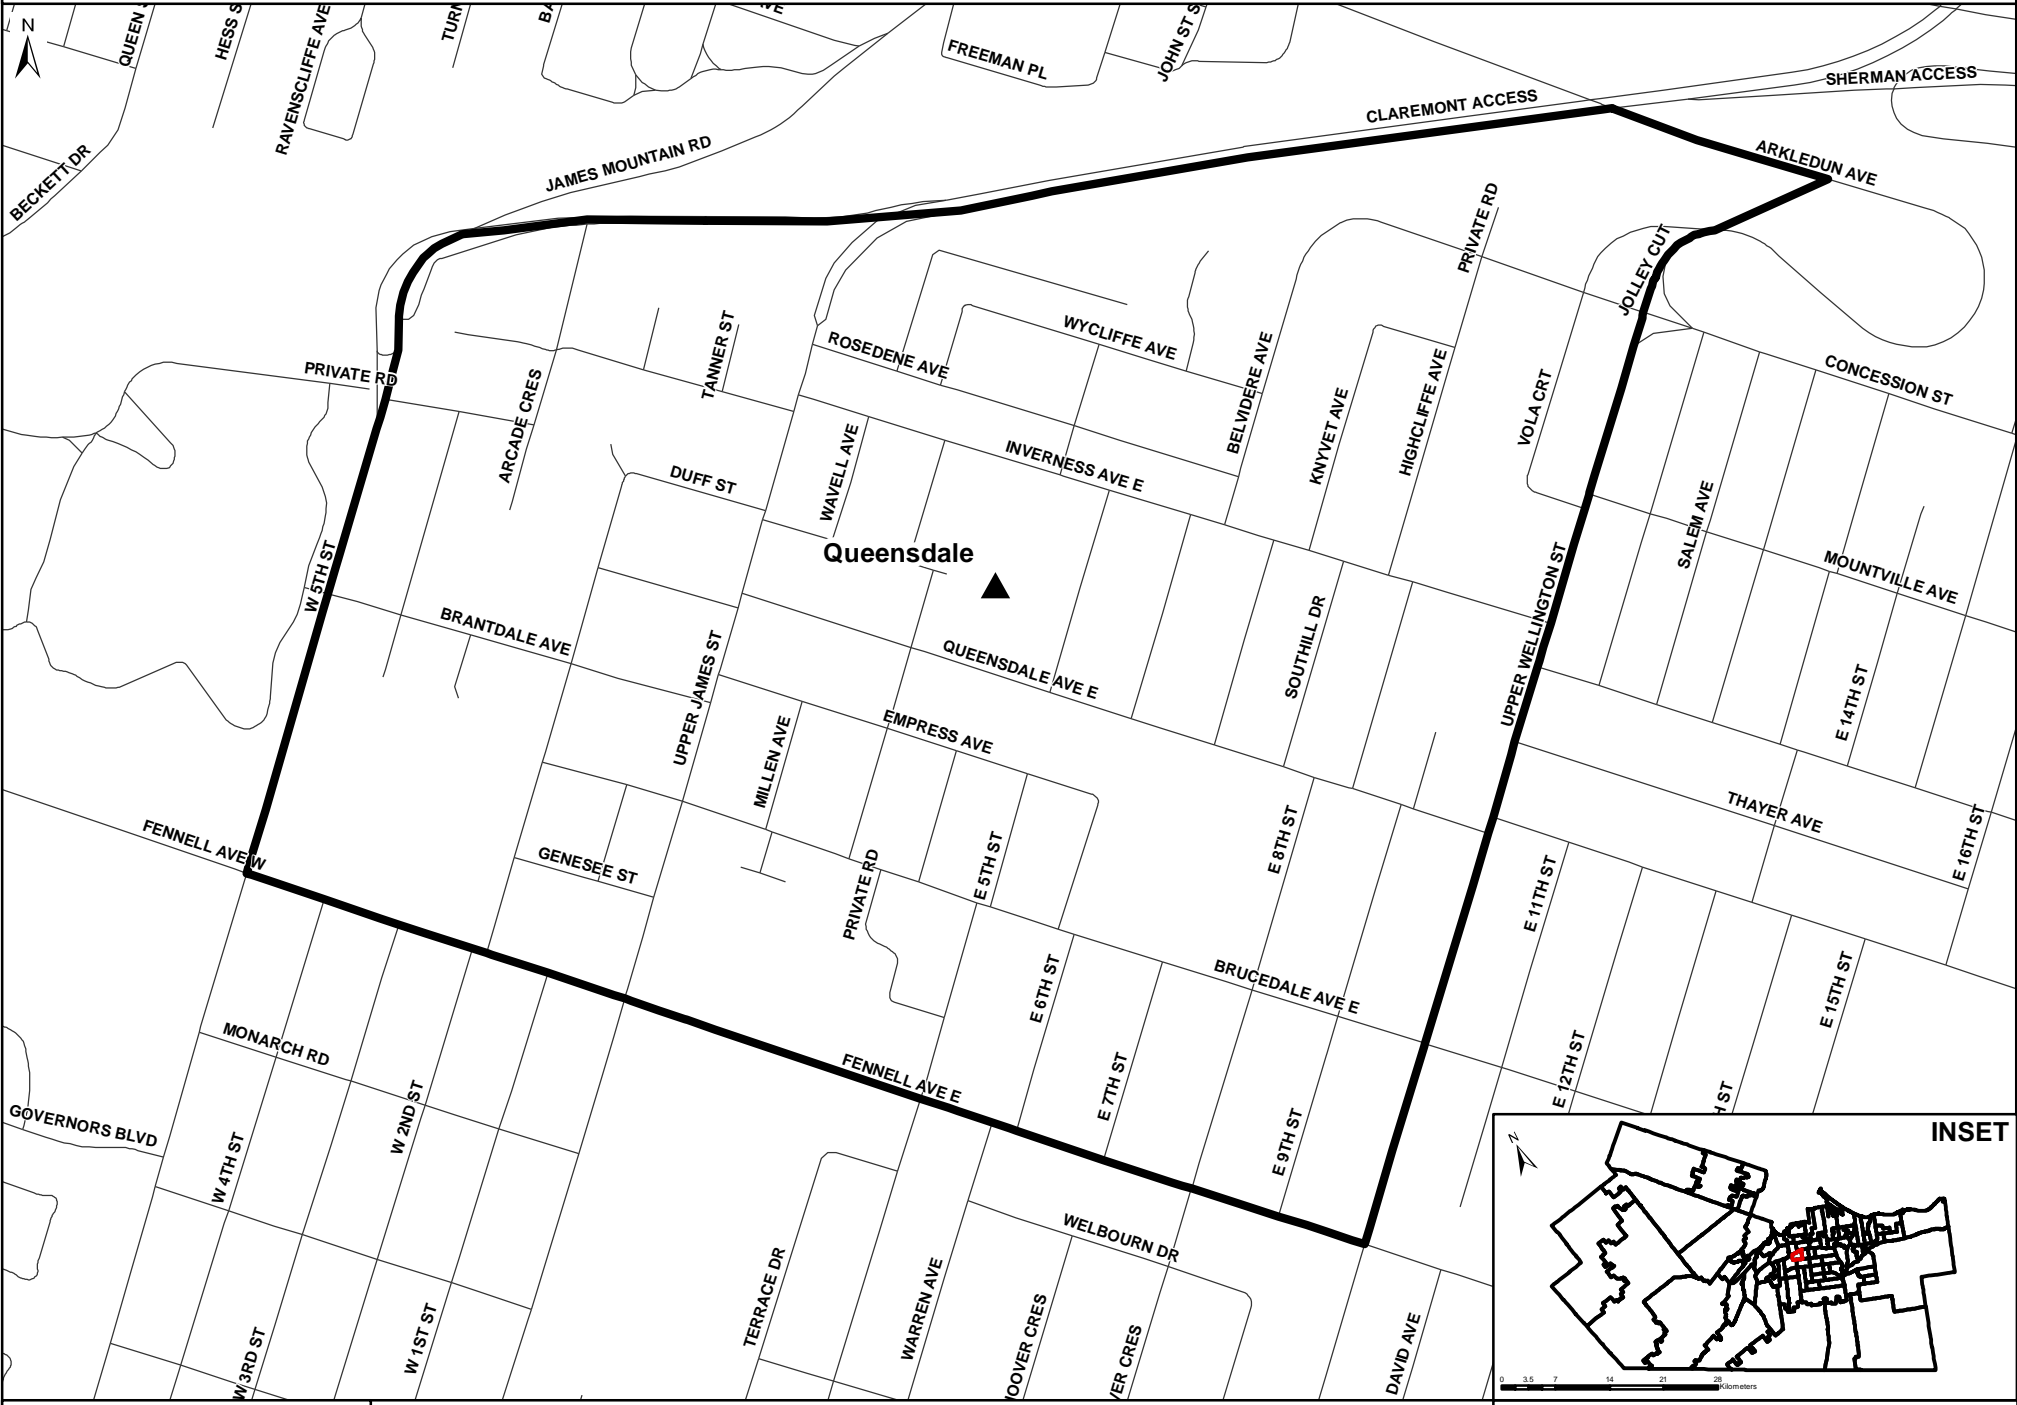 N
QUEEN S
HESS S
RAVENSCLIFFE AVE
TURN
BA
VE
FREEMAN PL
JOHN ST S
CLAREMONT ACCESS
SHERMAN ACCESS
ARKLEDUN AVE
BECKETT DR
JAMES MOUNTAIN RD
PRIVATE RD
JOLLEY CUT
PRIVATE RD
ARCADE CRES
TANNER ST
ROSEDENE AVE
WYCLIFFE AVE
BELVIDERE AVE
KNYVET AVE
HIGHCLIFFE AVE
VOLA CRT
CONCESSION ST
DUFF ST
WAVELL AVE
INVERNESS AVE E
SALEM AVE
MOUNTVILLE AVE
Queensdale
W 5TH ST
BRANTDALE AVE
UPPER JAMES ST
QUEENSDALE AVE E
SOUTHILL DR
UPPER WELLINGTON ST
E 14TH ST
MILLEN AVE
EMPRESS AVE
THAYER AVE
E 16TH ST
FENNELL AVE W
GENESEE ST
PRIVATE RD
E 5TH ST
E 8TH ST
E 11TH ST
E 6TH ST
BRUCEDALE AVE E
E 15TH ST
MONARCH RD
W 2ND ST
FENNELL AVE E
E 7TH ST
E 9TH ST
E 12TH ST
H ST
GOVERNORS BLVD
W 4TH ST
WELBOURN DR
TERRACE DR
WARREN AVE
HOOVER CRES
VER CRES
DAVID AVE
W 3RD ST
W 1ST ST
INSET
N
0 3.5 7 14 21 28
Kilometers